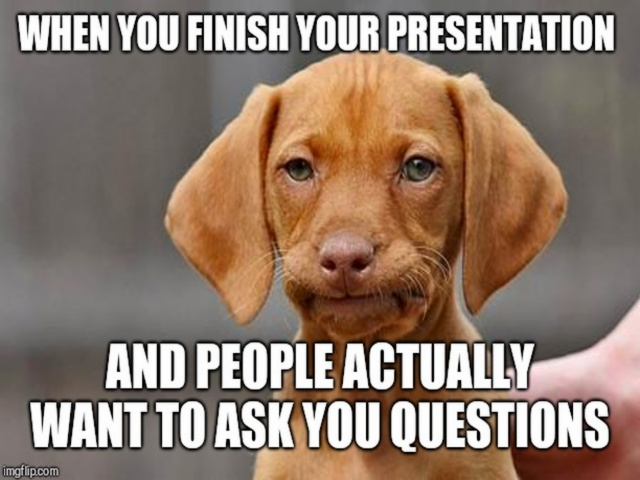 WHEN YOU FINISH YOUR PRESENTATION
AND PEOPLE ACTUALLY
WANT TO ASK YOU QUESTIONS
imgflip.com